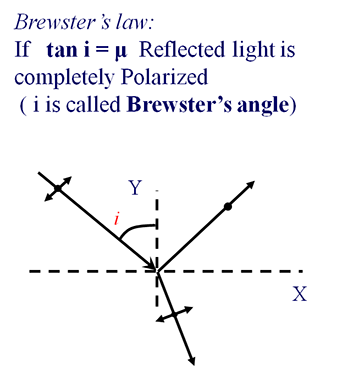 Brewster's law:
If tan i = μ Reflected light is
completely Polarized
( i is called Brewster's angle)
Y
i
X